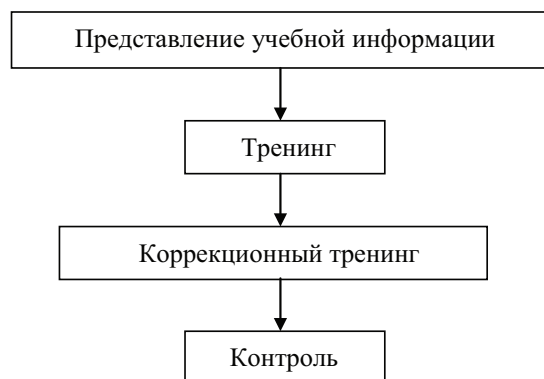 Представление учебной информации
Тренинг
Коррекционный тренинг
Контроль